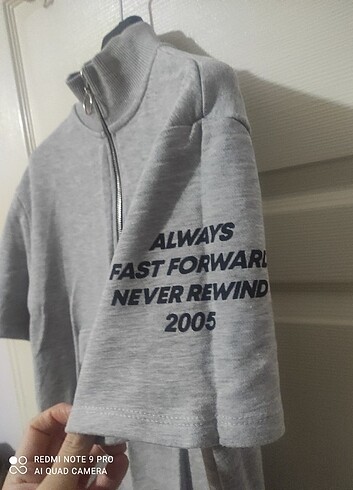 ALWAYS
FAST FORWARD
NEVER REWIND
2005
REDMI NOTE 9 PRO
AI QUAD CAMERA